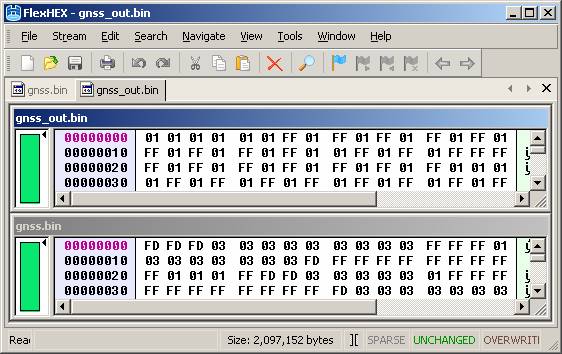 FlexHEX - gnss_out.bin
File Stream Edit Search Navigate View Tools Window Help
gnss.bin gnss_out.bin
gnss_out.bin
00000000 01 01 01 01 01 01 FF 01 FF 01 FF 01 FF FF FF 01
00000010 FF 01 FF 01 FF 01 FF 01 FF FF 01 FF 01 FF FF FF
00000020 FF 01 FF 01 FF 01 01 FF 01 FF 01 FF 01 01 01 FF
00000030 01 FF FF 01 FF 01 FF 01 FF FF 01 FF 01 FF 01 FF
gnss.bin
00000000 FD FD FD 03 03 03 03 03 03 03 03 03 FF FF FF 01
00000010 03 03 03 03 03 03 03 FD FF FF FF FF FF FF FF FF
00000020 FF 01 01 01 FF FD FD FD 03 03 03 03 01 FF FF FF
00000030 FF FF FF FF FF FF FF FF FD 03 03 03 03 03 03 03
Size: 2,097,152 bytes ][ SPARSE UNCHANGED OVERWRITI